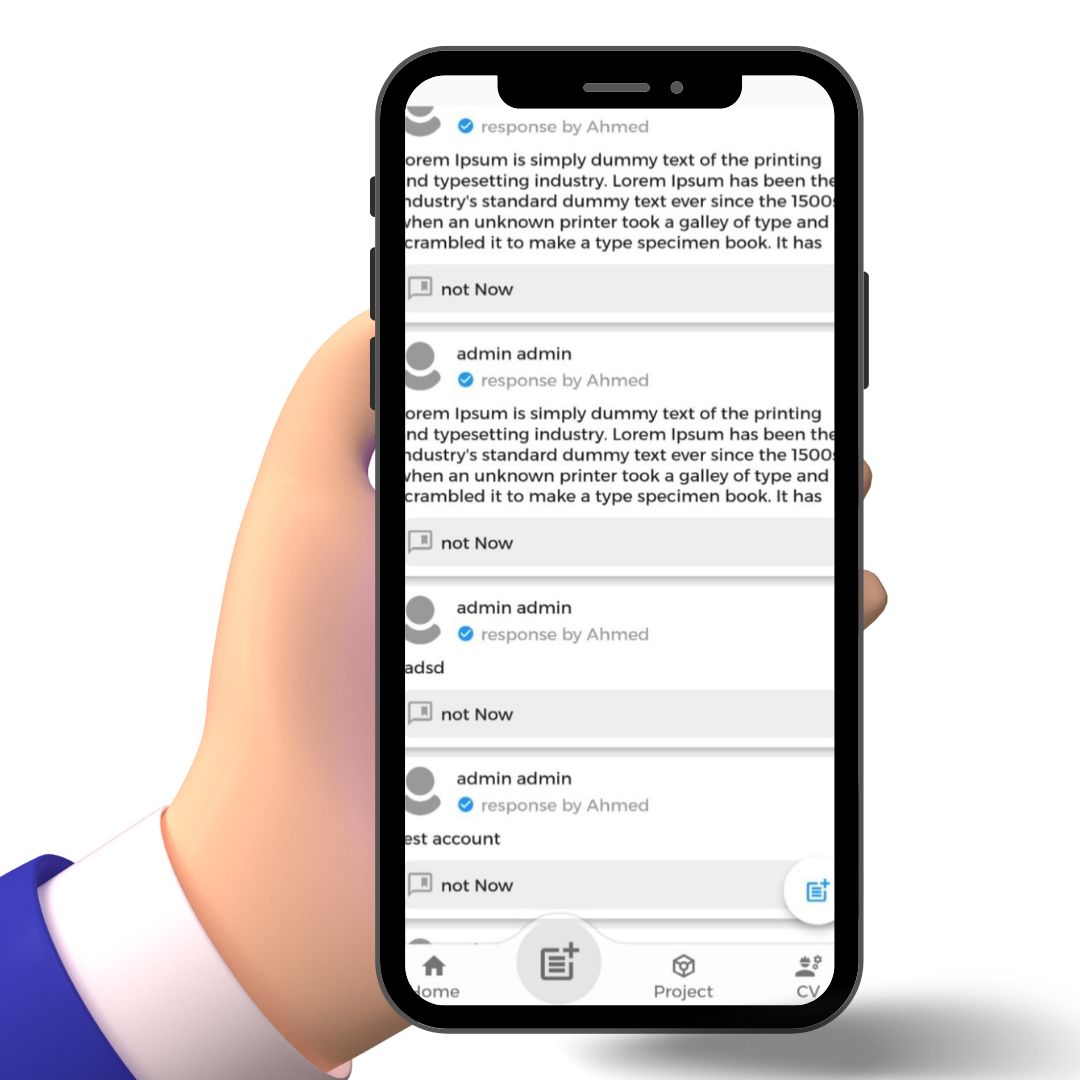 response by Ahmed
orem Ipsum is simply dummy text of the printing
nd typesetting industry. Lorem Ipsum has been the
ndustry's standard dummy text ever since the 1500s
when an unknown printer took a galley of type and
crambled it to make a type specimen book. It has
not Now
admin admin
response by Ahmed
orem Ipsum is simply dummy text of the printing
nd typesetting industry. Lorem Ipsum has been the
ndustry's standard dummy text ever since the 1500s
when an unknown printer took a galley of type and
crambled it to make a type specimen book. It has
not Now
admin admin
response by Ahmed
adsd
not Now
admin admin
response by Ahmed
est account
not Now
Home
Project
CV